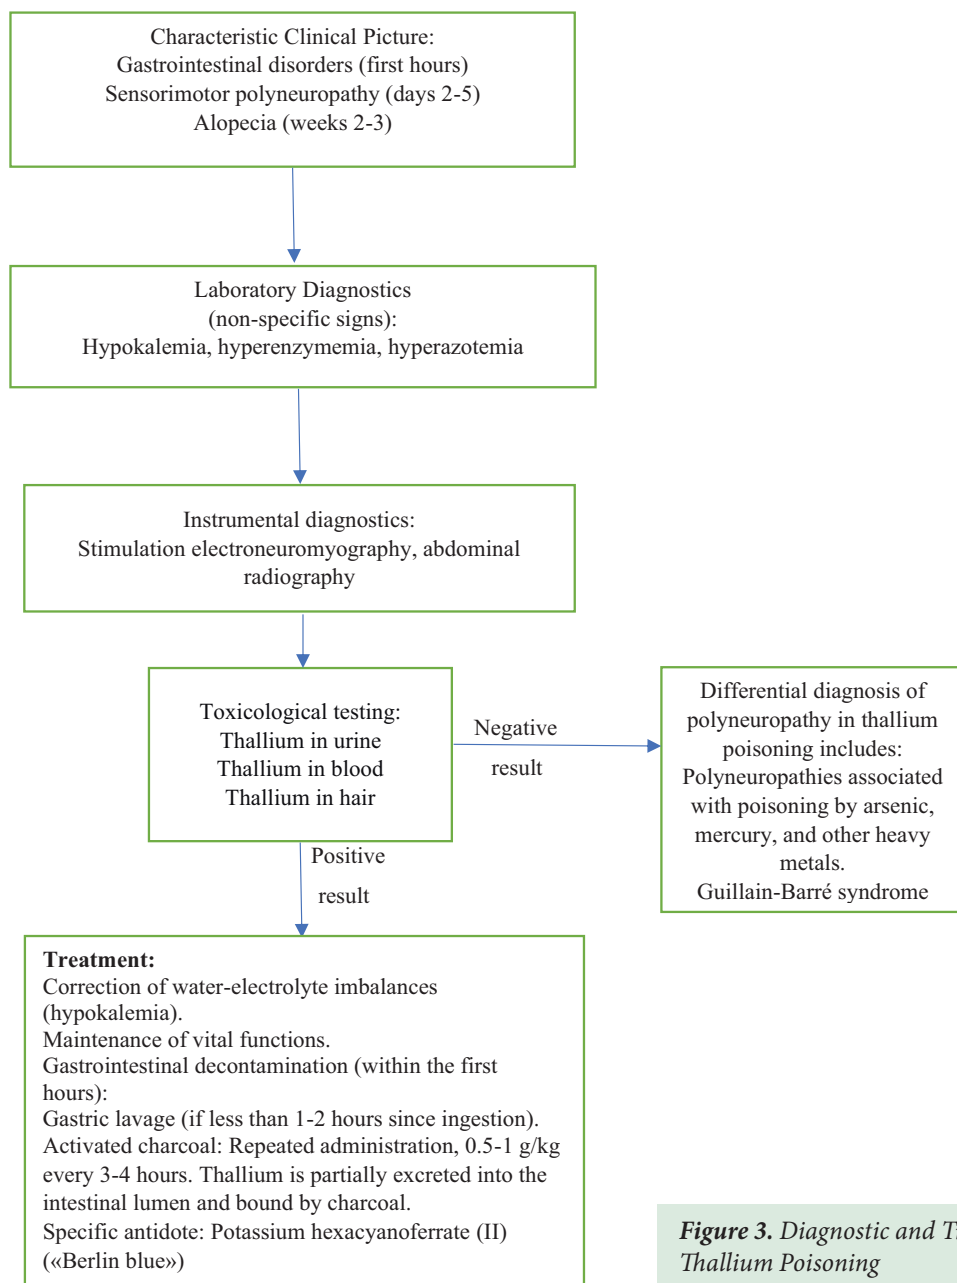 Characteristic Clinical Picture:
Gastrointestinal disorders (first hours)
Sensorimotor polyneuropathy (days 2-5)
Alopecia (weeks 2-3)
Laboratory Diagnostics
(non-specific signs):
Hypokalemia, hyperenzymemia, hyperazotemia
Instrumental diagnostics:
Stimulation electroneuromyography, abdominal
radiography
Toxicological testing:
Thallium in urine
Thallium in blood
Thallium in hair
Negative
result
Differential diagnosis of
polyneuropathy in thallium
poisoning includes:
Polyneuropathies associated
with poisoning by arsenic,
mercury, and other heavy
metals.
Guillain-Barré syndrome
Positive
result
Treatment:
Correction of water-electrolyte imbalances
(hypokalemia).
Maintenance of vital functions.
Gastrointestinal decontamination (within the first
hours):
Gastric lavage (if less than 1-2 hours since ingestion).
Activated charcoal: Repeated administration, 0.5-1 g/kg
every 3-4 hours. Thallium is partially excreted into the
intestinal lumen and bound by charcoal.
Specific antidote: Potassium hexacyanoferrate (II)
(«Berlin blue»)
Figure 3. Diagnostic and
Thallium Poisoning